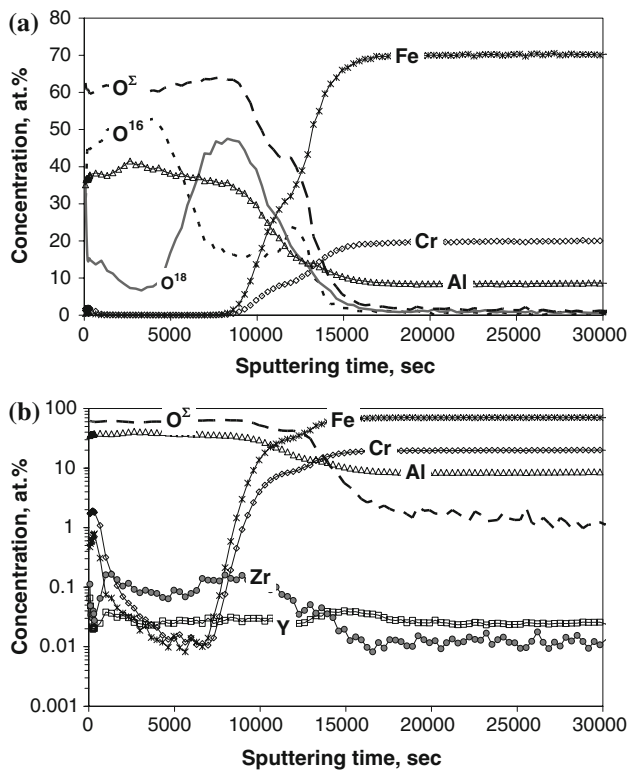 (a)
80
70
60
50
40
30
20
10
0
Concentration, at.%
O^Σ
O^16
O^18
Fe
Cr
Al
0 5000 10000 15000 20000 25000 30000
Sputtering time, sec
(b)
100
10
1
0.1
0.01
0.001
Concentration, at.%
O^Σ
Fe
Cr
Al
Zr
Y
0 5000 10000 15000 20000 25000 30000
Sputtering time, sec